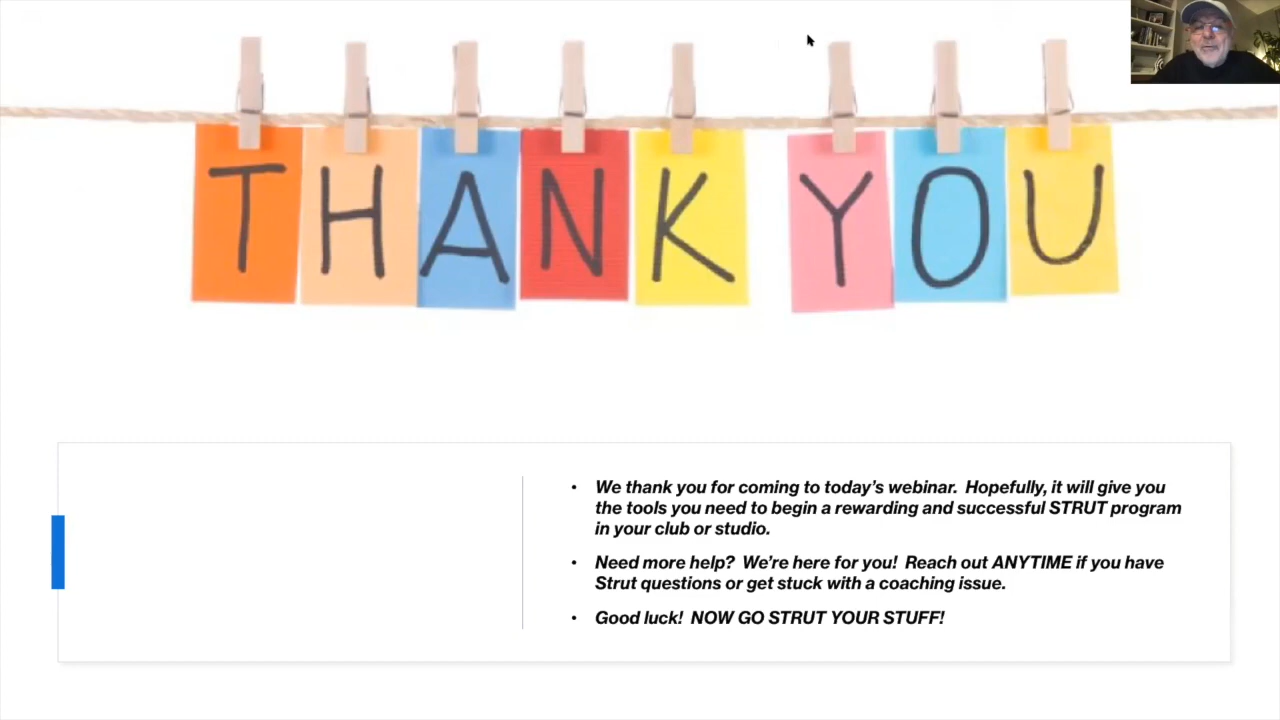 THANK YOU
• We thank you for coming to today's webinar.  Hopefully, it will give you
the tools you need to begin a rewarding and successful STRUT program
in your club or studio.
• Need more help?  We're here for you!  Reach out ANYTIME if you have
Strut questions or get stuck with a coaching issue.
• Good luck!  NOW GO STRUT YOUR STUFF!